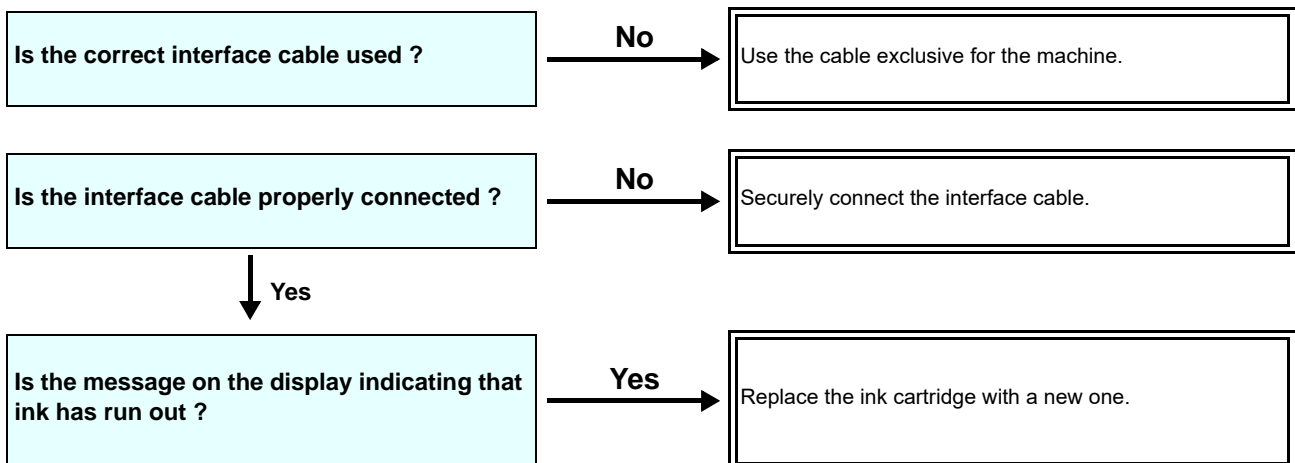 Is the correct interface cable used ?
No
Use the cable exclusive for the machine.
Is the interface cable properly connected ?
No
Securely connect the interface cable.
Yes
Is the message on the display indicating that
ink has run out ?
Yes
Replace the ink cartridge with a new one.